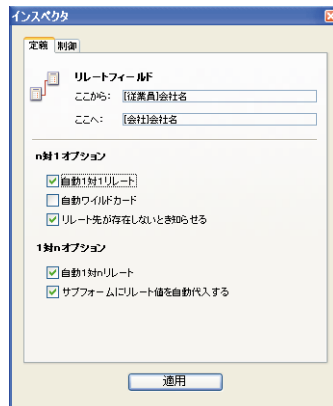 インスペクタ
定義 制御
リレートフィールド
ここから: [従業員]会社名
ここへ: [会社]会社名
n対1オプション
自動1対1リレート
自動ワイルドカード
リレート先が存在しないとき知らせる
1対nオプション
自動1対nリレート
サブフォームにリレート値を自動代入する
適用